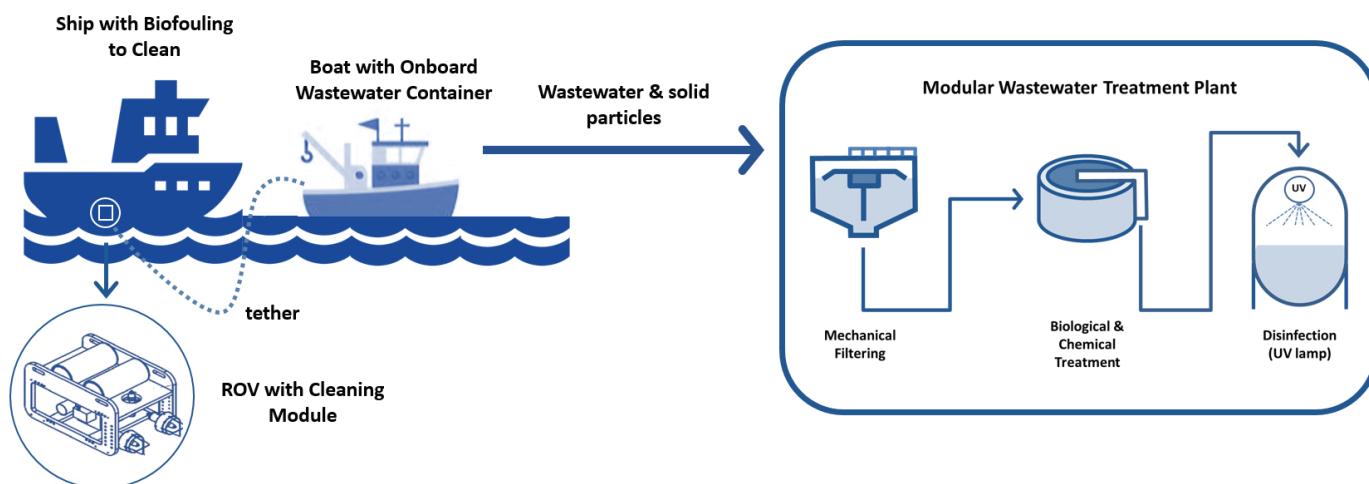 Ship with Biofouling
to Clean
Boat with Onboard
Wastewater Container
Wastewater & solid
particles
Modular Wastewater Treatment Plant
UV
tether
Mechanical
Filtering
Biological &
Chemical
Treatment
Disinfection
(UV lamp)
ROV with Cleaning
Module